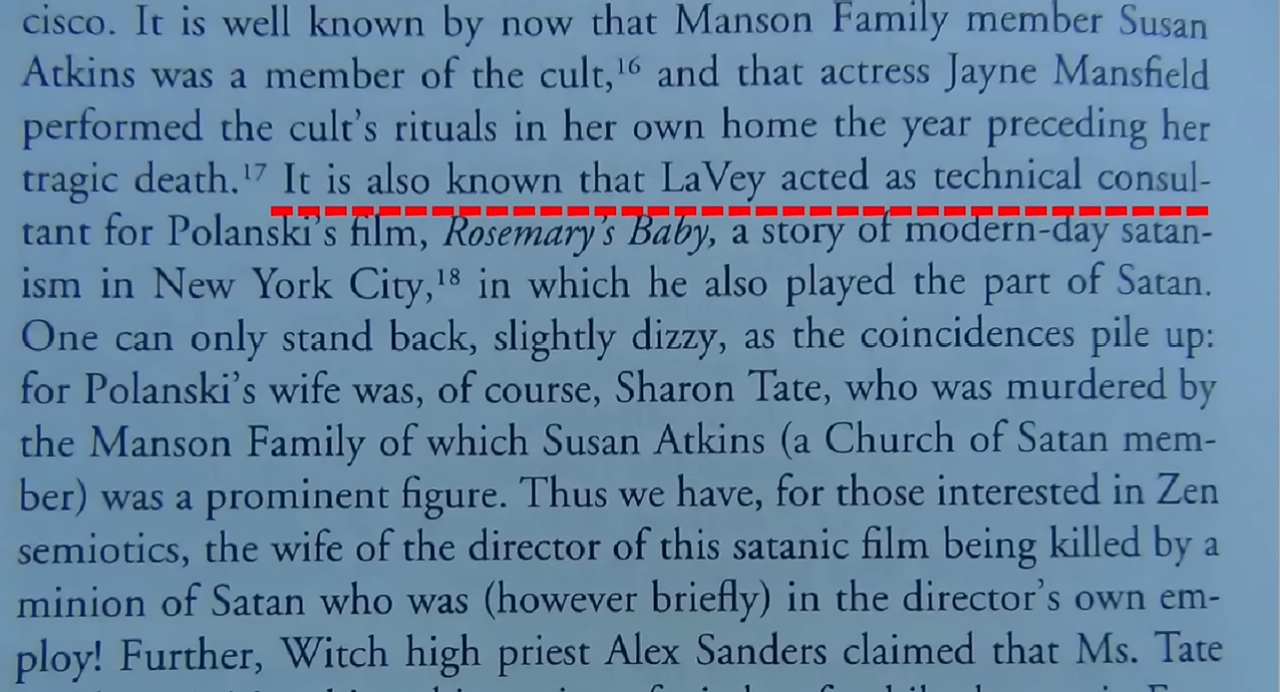 cisco. It is well known by now that Manson Family member Susan
Atkins was a member of the cult,¹⁶ and that actress Jayne Mansfield
performed the cult's rituals in her own home the year preceding her
tragic death.¹⁷ It is also known that LaVey acted as technical consul-
tant for Polanski's film, Rosemary's Baby, a story of modern-day satan-
ism in New York City,¹⁸ in which he also played the part of Satan.
One can only stand back, slightly dizzy, as the coincidences pile up:
for Polanski's wife was, of course, Sharon Tate, who was murdered by
the Manson Family of which Susan Atkins (a Church of Satan mem-
ber) was a prominent figure. Thus we have, for those interested in Zen
semiotics, the wife of the director of this satanic film being killed by a
minion of Satan who was (however briefly) in the director's own em-
ploy! Further, Witch high priest Alex Sanders claimed that Ms. Tate